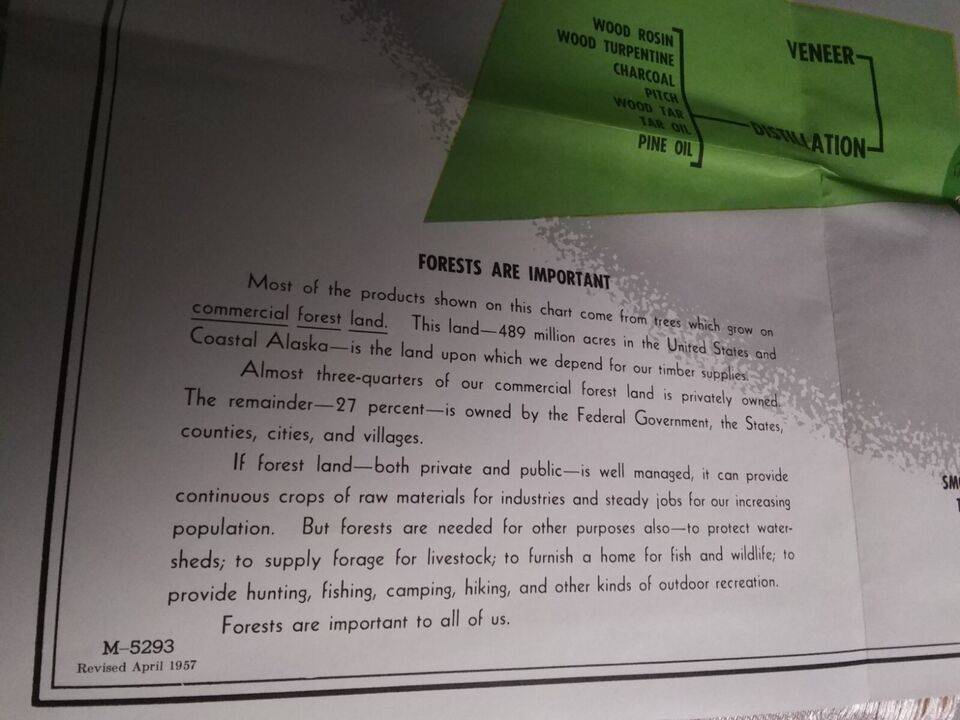 WOOD ROSIN
WOOD TURPENTINE
CHARCOAL
PITCH
WOOD TAR
TAR OIL
PINE OIL
VENEER
DISTILLATION
FORESTS ARE IMPORTANT
Most of the products shown on this chart come from trees which grow on
commercial forest land. This land—489 million acres in the United States and
Coastal Alaska—is the land upon which we depend for our timber supplies.
Almost three-quarters of our commercial forest land is privately owned.
The remainder—27 percent—is owned by the Federal Government, the States,
counties, cities, and villages.
If forest land—both private and public—is well managed, it can provide
continuous crops of raw materials for industries and steady jobs for our increasing
population. But forests are needed for other purposes also—to protect water-
sheds; to supply forage for livestock; to furnish a home for fish and wildlife; to
provide hunting, fishing, camping, hiking, and other kinds of outdoor recreation.
Forests are important to all of us.
M–5293
Revised April 1957